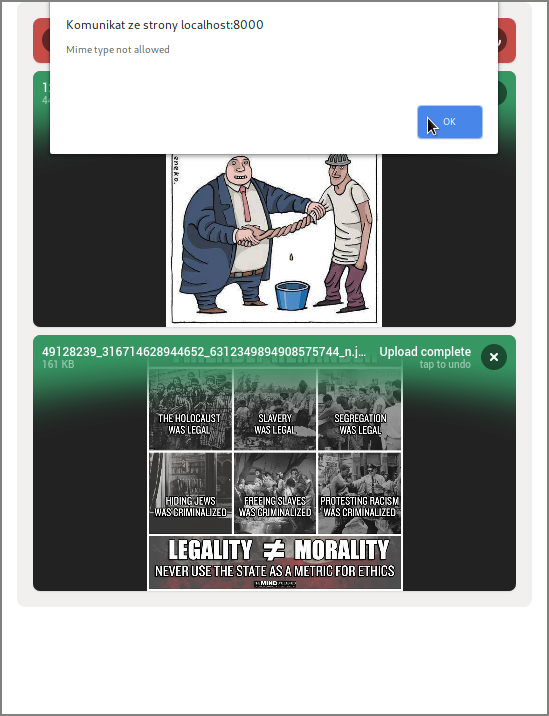 Komunikat ze strony localhost:8000
Mime type not allowed
OK
49128239_316714628944652_6312349894908575744_n.j... Upload complete
161 KB tap to undo
THE HOLOCAUST
WAS LEGAL
SLAVERY
WAS LEGAL
SEGREGATION
WAS LEGAL
HIDING JEWS
WAS CRIMINALIZED
FREEING SLAVES
WAS CRIMINALIZED
PROTESTING RACISM
WAS CRIMINALIZED
LEGALITY ≠ MORALITY
NEVER USE THE STATE AS A METRIC FOR ETHICS